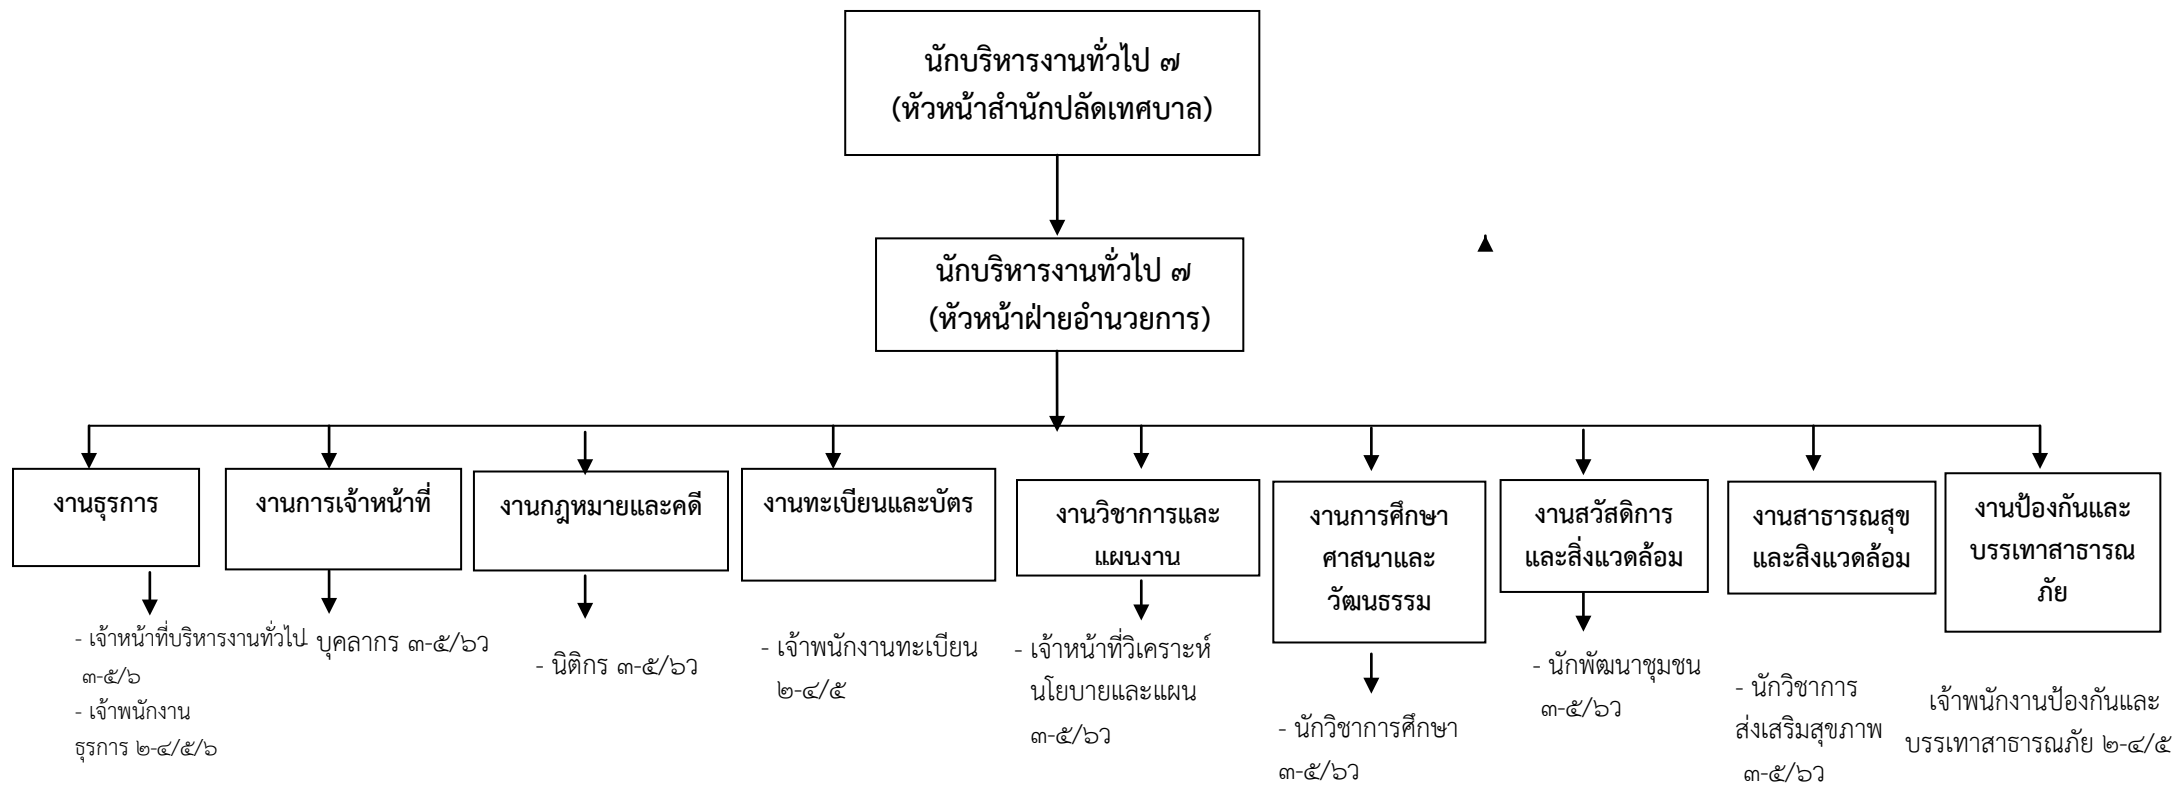 นักบริหารงานทั่วไป ๗
(หัวหน้าสำนักปลัดเทศบาล)
นักบริหารงานทั่วไป ๗
(หัวหน้าฝ่ายอำนวยการ)
งานธุรการ
งานการเจ้าหน้าที่
งานกฎหมายและคดี
งานทะเบียนและบัตร
งานวิชาการและ
แผนงาน
งานการศึกษา
ศาสนาและ
วัฒนธรรม
งานสวัสดิการ
และสิ่งแวดล้อม
งานสาธารณสุข
และสิงแวดล้อม
งานป้องกันและ
บรรเทาสาธารณ
ภัย
- เจ้าหน้าที่บริหารงานทั่วไป
๓-๕/๖
- เจ้าพนักงาน
ธุรการ ๒-๔/๕/๖
- บุคลากร ๓-๕/๖ว
- นิติกร ๓-๕/๖ว
- เจ้าพนักงานทะเบียน
๒-๔/๕
- เจ้าหน้าที่วิเคราะห์
นโยบายและแผน
๓-๕/๖ว
- นักวิชาการศึกษา
๓-๕/๖ว
- นักพัฒนาชุมชน
๓-๕/๖ว
- นักวิชาการ
ส่งเสริมสุขภาพ
๓-๕/๖ว
เจ้าพนักงานป้องกันและ
บรรเทาสาธารณภัย ๒-๔/๕